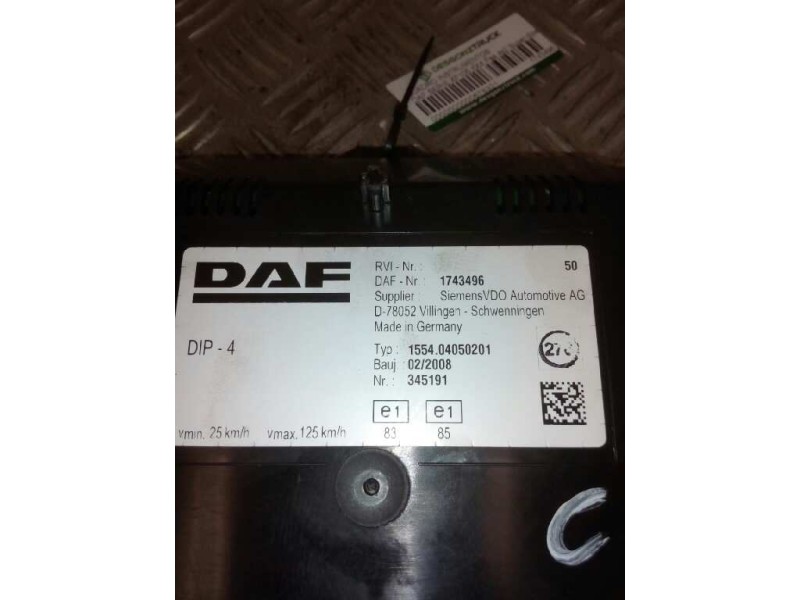 DESGONZTRUCK
DAF
DIP - 4
RVI - Nr. :
50
DAF - Nr : 1743496
Supplier SiemensVDO Automotive AG
D-78052 Villingen - Schwenningen
Made in Germany
Typ : 1554.04050201
Bauj : 02/2008
Nr. : 345191
e1 e1
83 85
vmin. 25 km/h vmax. 125 km/h
C